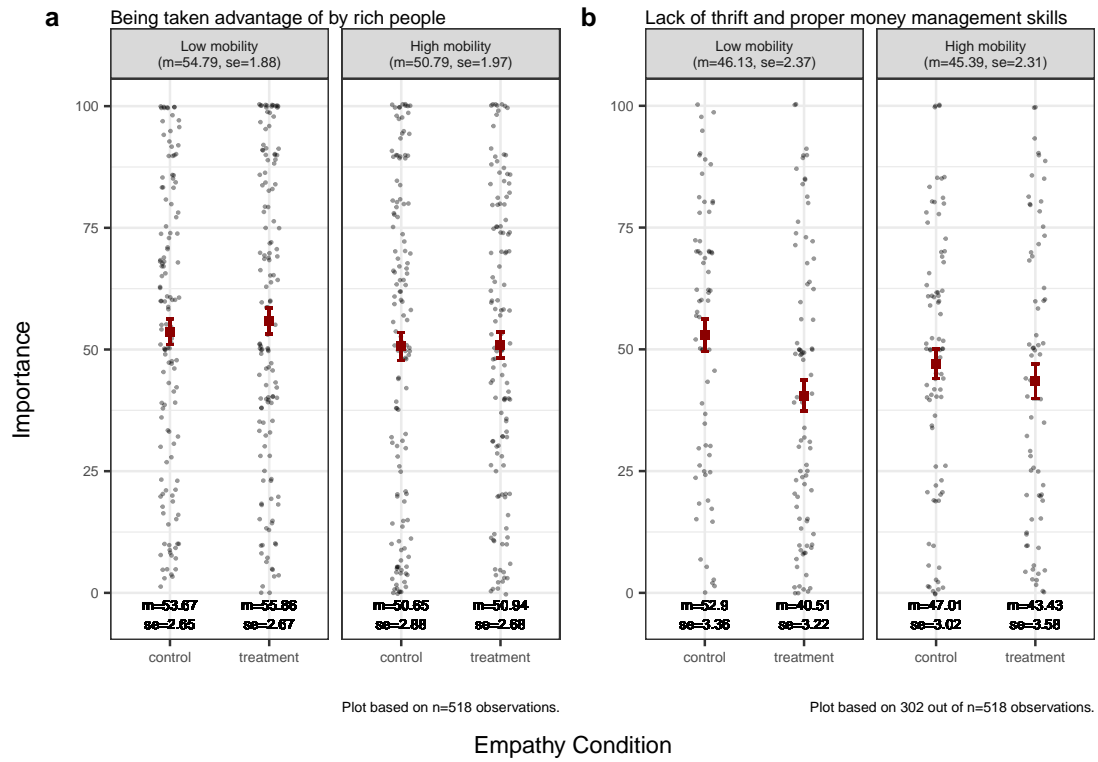 a Being taken advantage of by rich people
Low mobility
(m=54.79, se=1.88)
High mobility
(m=50.79, se=1.97)
100
75
50
25
0
Importance
m=53.67
se=2.65
m=55.86
se=2.67
m=50.65
se=2.88
m=50.94
se=2.68
control
treatment
control
treatment
Plot based on n=518 observations.
b Lack of thrift and proper money management skills
Low mobility
(m=46.13, se=2.37)
High mobility
(m=45.39, se=2.31)
100
75
50
25
0
m=52.9
se=3.36
m=40.51
se=3.22
m=47.01
se=3.02
m=43.43
se=3.58
control
treatment
control
treatment
Plot based on 302 out of n=518 observations.
Empathy Condition